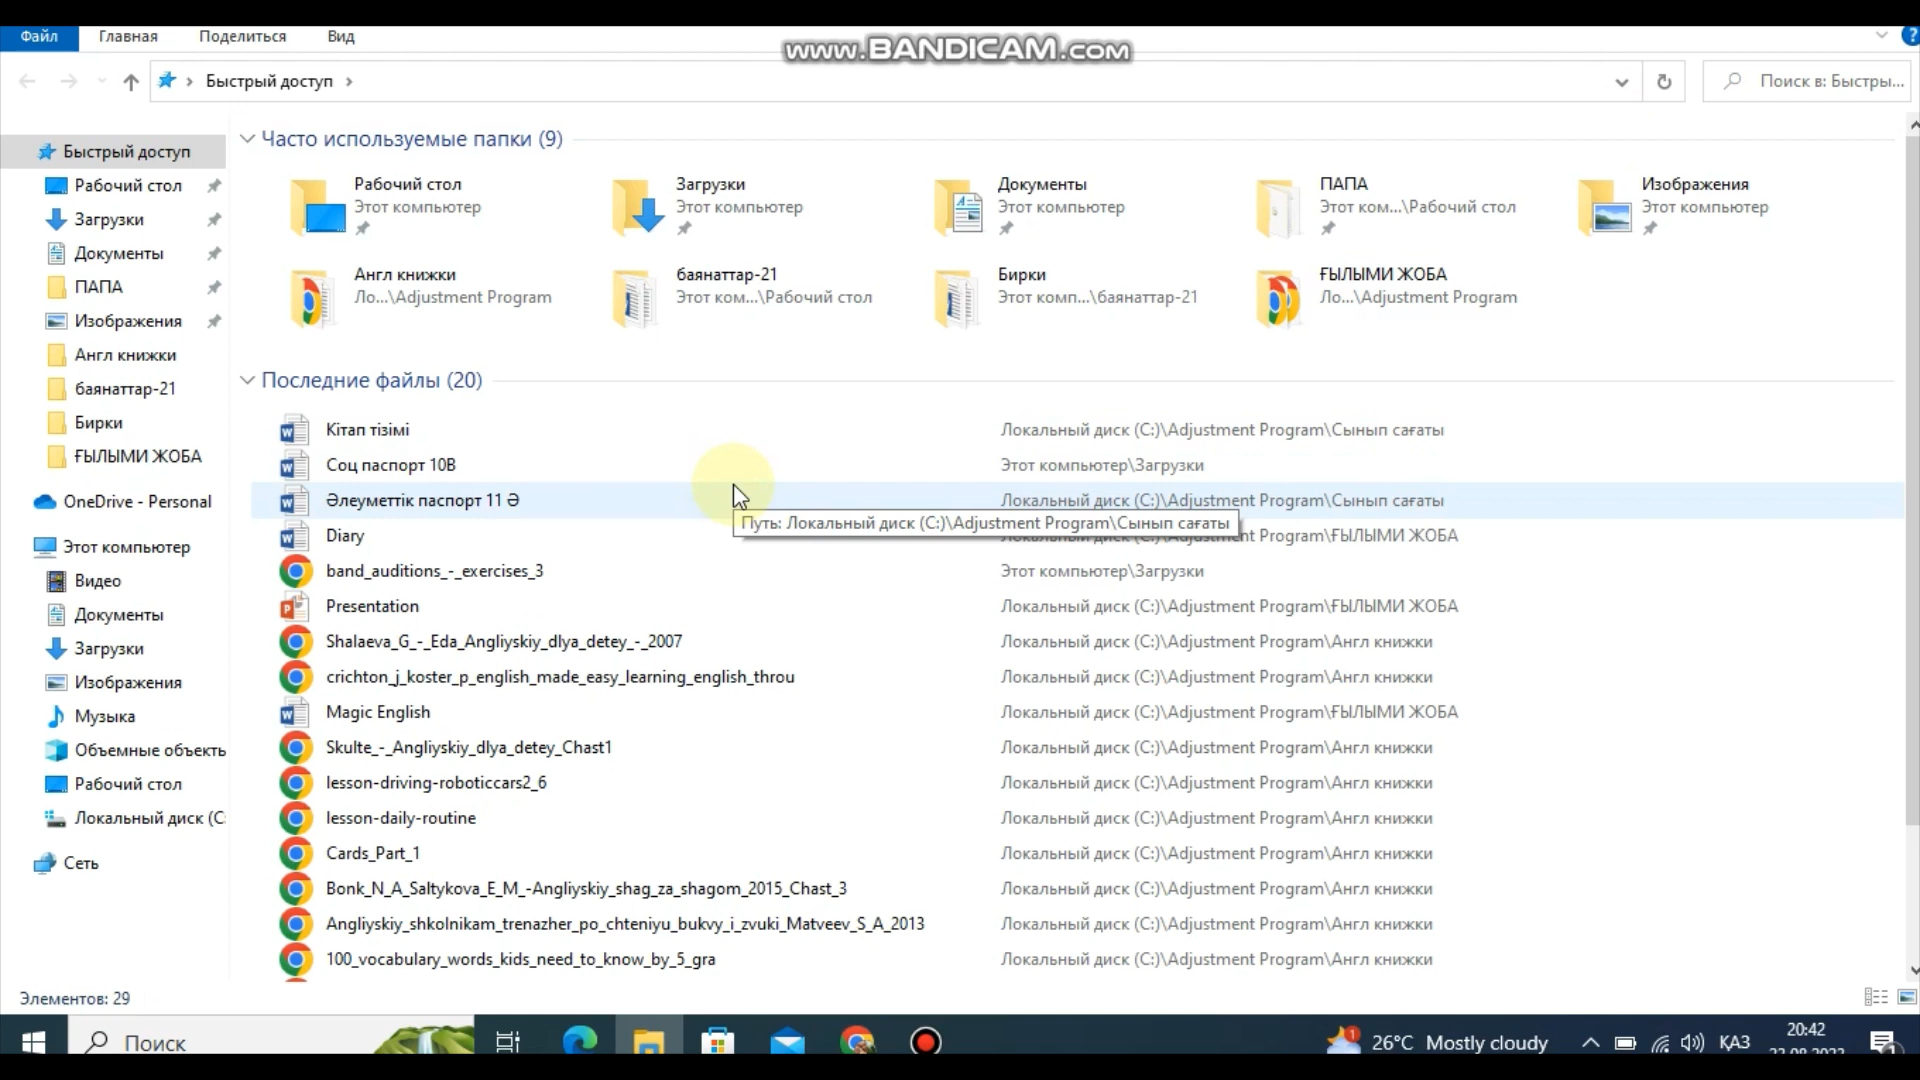 Файл Главная Поделиться Вид
www.BANDICAM.com
Быстрый доступ
Поиск в: Быстры...
Быстрый доступ
Рабочий стол
Загрузки
Документы
ПАПА
Изображения
Англ книжки
баянаттар-21
Бирки
ҒЫЛЫМИ ЖОБА
OneDrive - Personal
Этот компьютер
Видео
Документы
Загрузки
Изображения
Музыка
Объемные объекты
Рабочий стол
Локальный диск (C:
Сеть
Часто используемые папки (9)
Рабочий стол
Этот компьютер
Загрузки
Этот компьютер
Документы
Этот компьютер
ПАПА
Этот ком...\Рабочий стол
Изображения
Этот компьютер
Англ книжки
Ло...\Adjustment Program
баянаттар-21
Этот ком...\Рабочий стол
Бирки
Этот комп...\баянаттар-21
ҒЫЛЫМИ ЖОБА
Ло...\Adjustment Program
Последние файлы (20)
Кітап тізімі Локальный диск (C:)\Adjustment Program\Сынып сағаты
Соц паспорт 10В Этот компьютер\Загрузки
Әлеуметтік паспорт 11 Ә Локальный диск (C:)\Adjustment Program\Сынып сағаты
Путь: Локальный диск (C:)\Adjustment Program\Сынып сағаты
Diary Program\ҒЫЛЫМИ ЖОБА
band_auditions_-_exercises_3 Этот компьютер\Загрузки
Presentation Локальный диск (C:)\Adjustment Program\ҒЫЛЫМИ ЖОБА
Shalaeva_G_-_Eda_Angliyskiy_dlya_detey_-_2007 Локальный диск (C:)\Adjustment Program\Англ книжки
crichton_j_koster_p_english_made_easy_learning_english_throu Локальный диск (C:)\Adjustment Program\Англ книжки
Magic English Локальный диск (C:)\Adjustment Program\ҒЫЛЫМИ ЖОБА
Skulte_-_Angliyskiy_dlya_detey_Chast1 Локальный диск (C:)\Adjustment Program\Англ книжки
lesson-driving-roboticcars2_6 Локальный диск (C:)\Adjustment Program\Англ книжки
lesson-daily-routine Локальный диск (C:)\Adjustment Program\Англ книжки
Cards_Part_1 Локальный диск (C:)\Adjustment Program\Англ книжки
Bonk_N_A_Saltykova_E_M_-Angliyskiy_shag_za_shagom_2015_Chast_3 Локальный диск (C:)\Adjustment Program\Англ книжки
Angliyskiy_shkolnikam_trenazher_po_chteniyu_bukvy_i_zvuki_Matveev_S_A_2013 Локальный диск (C:)\Adjustment Program\Англ книжки
100_vocabulary_words_kids_need_to_know_by_5_gra Локальный диск (C:)\Adjustment Program\Англ книжки
Элементов: 29
Поиск
26°C Mostly cloudy
ҚАЗ
20:42